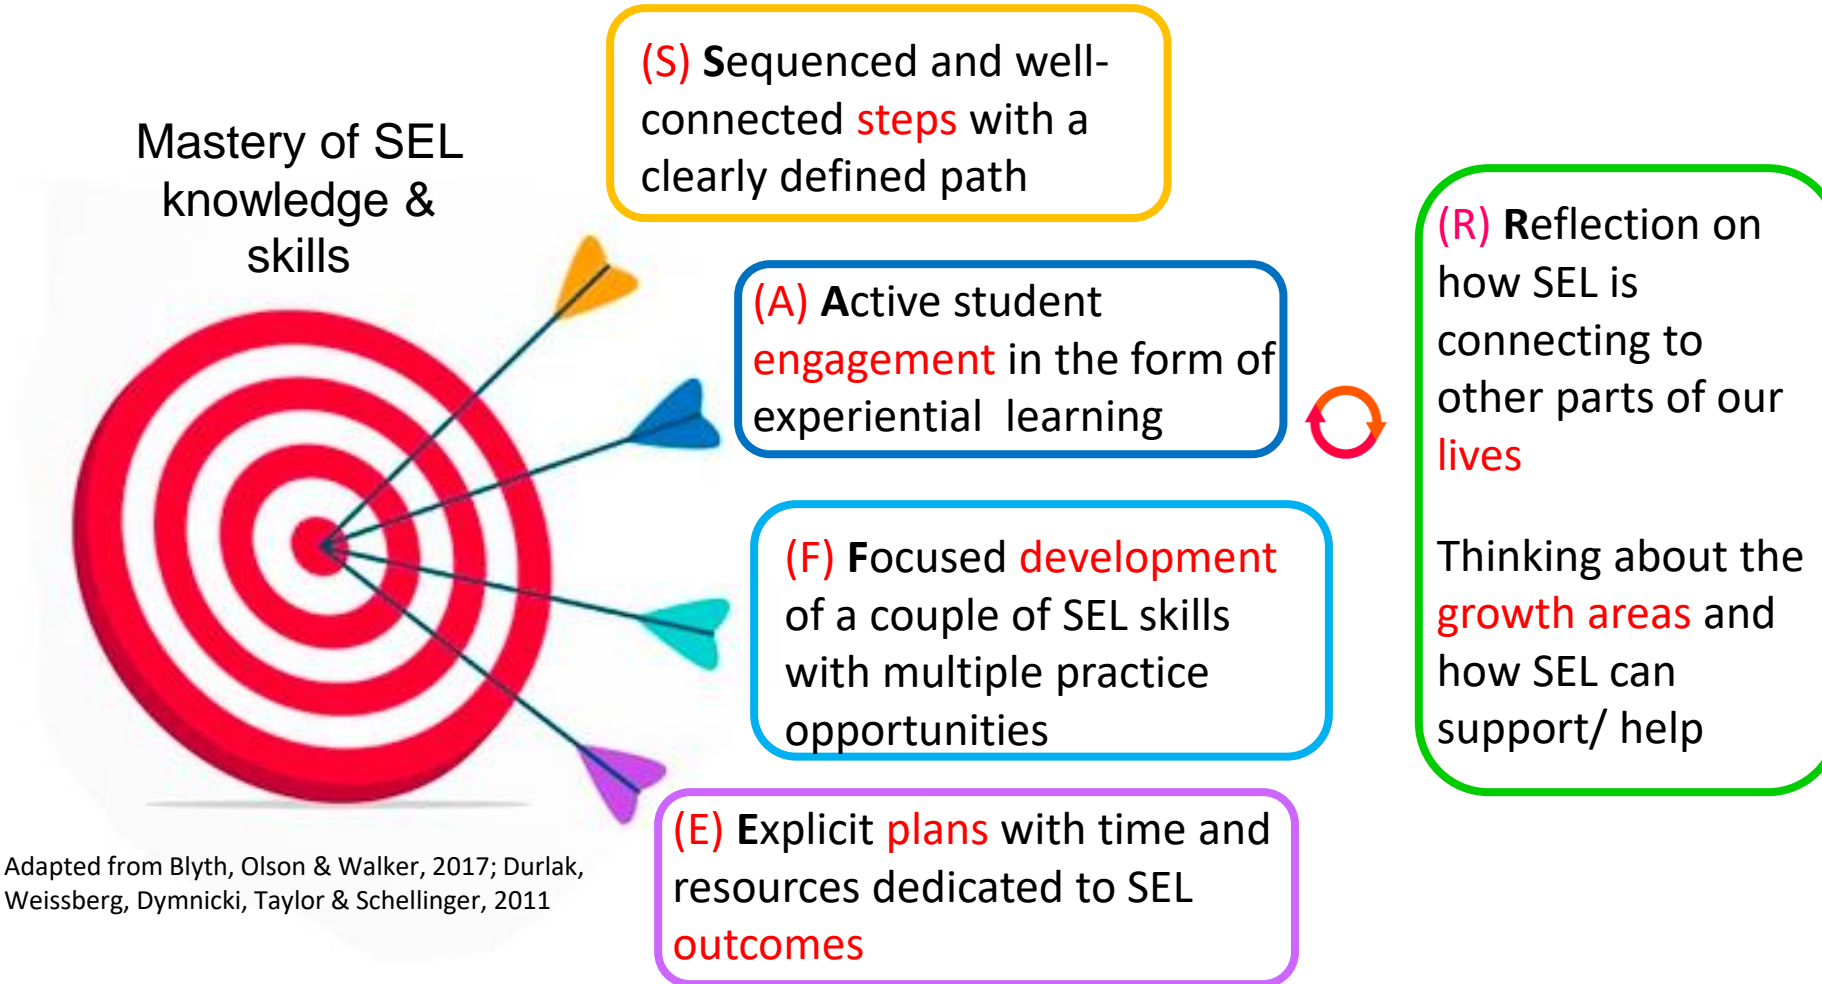 Mastery of SEL
knowledge &
skills
(S) Sequenced and well-
connected steps with a
clearly defined path
(A) Active student
engagement in the form of
experiential learning
(F) Focused development
of a couple of SEL skills
with multiple practice
opportunities
(E) Explicit plans with time and
resources dedicated to SEL
outcomes
(R) Reflection on
how SEL is
connecting to
other parts of our
lives
Thinking about the
growth areas and
how SEL can
support/ help
Adapted from Blyth, Olson & Walker, 2017; Durlak,
Weissberg, Dymnicki, Taylor & Schellinger, 2011